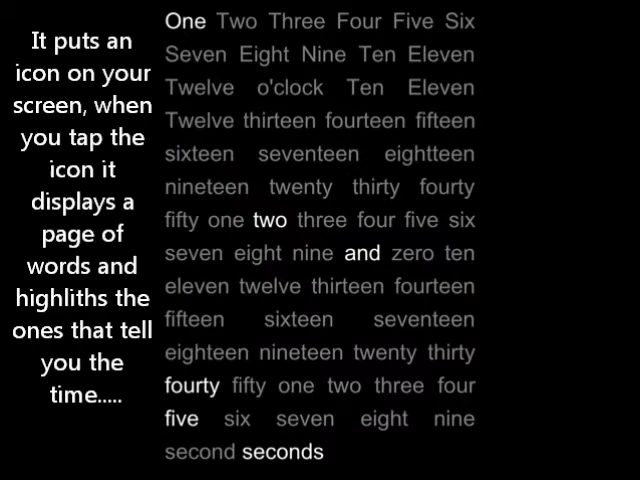 It puts an
icon on your
screen, when
you tap the
icon it
displays a
page of
words and
highliths the
ones that tell
you the
time.....
One Two Three Four Five Six
Seven Eight Nine Ten Eleven
Twelve o'clock Ten Eleven
Twelve thirteen fourteen fifteen
sixteen seventeen eightteen
nineteen twenty thirty fourty
fifty one two three four five six
seven eight nine and zero ten
eleven twelve thirteen fourteen
fifteen sixteen seventeen
eighteen nineteen twenty thirty
fourty fifty one two three four
five six seven eight nine
second seconds